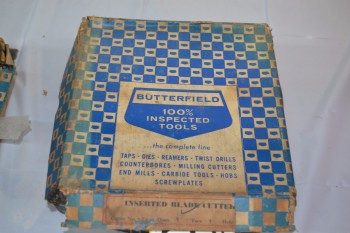 BUTTERFIELD
100%
INSPECTED
TOOLS
the complete line
TAPS - DIES - REAMERS - TWIST DRILLS
COUNTERBORES - MILLING CUTTERS
END MILLS - CARBIDE TOOLS - HOBS
SCREWPLATES
INSERTED BLADE CUTTER